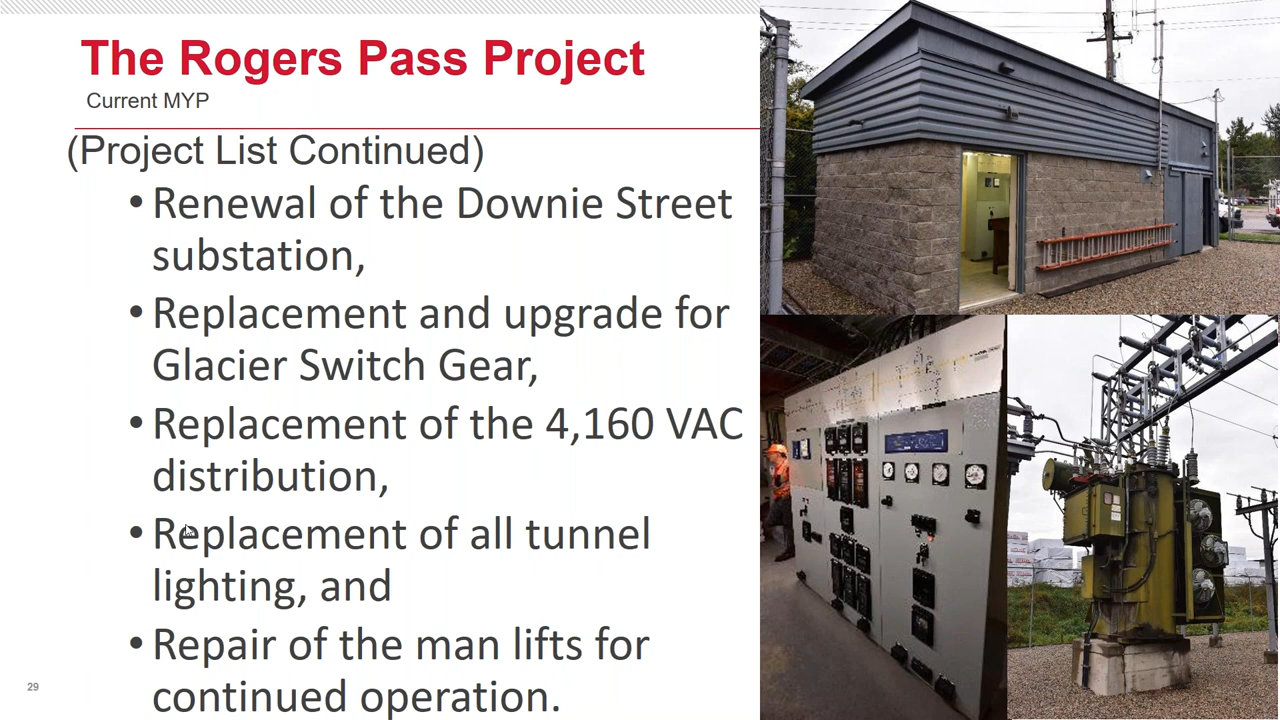 The Rogers Pass Project
Current MYP
(Project List Continued)
• Renewal of the Downie Street
substation,
• Replacement and upgrade for
Glacier Switch Gear,
• Replacement of the 4,160 VAC
distribution,
• Replacement of all tunnel
lighting, and
• Repair of the man lifts for
continued operation.
29